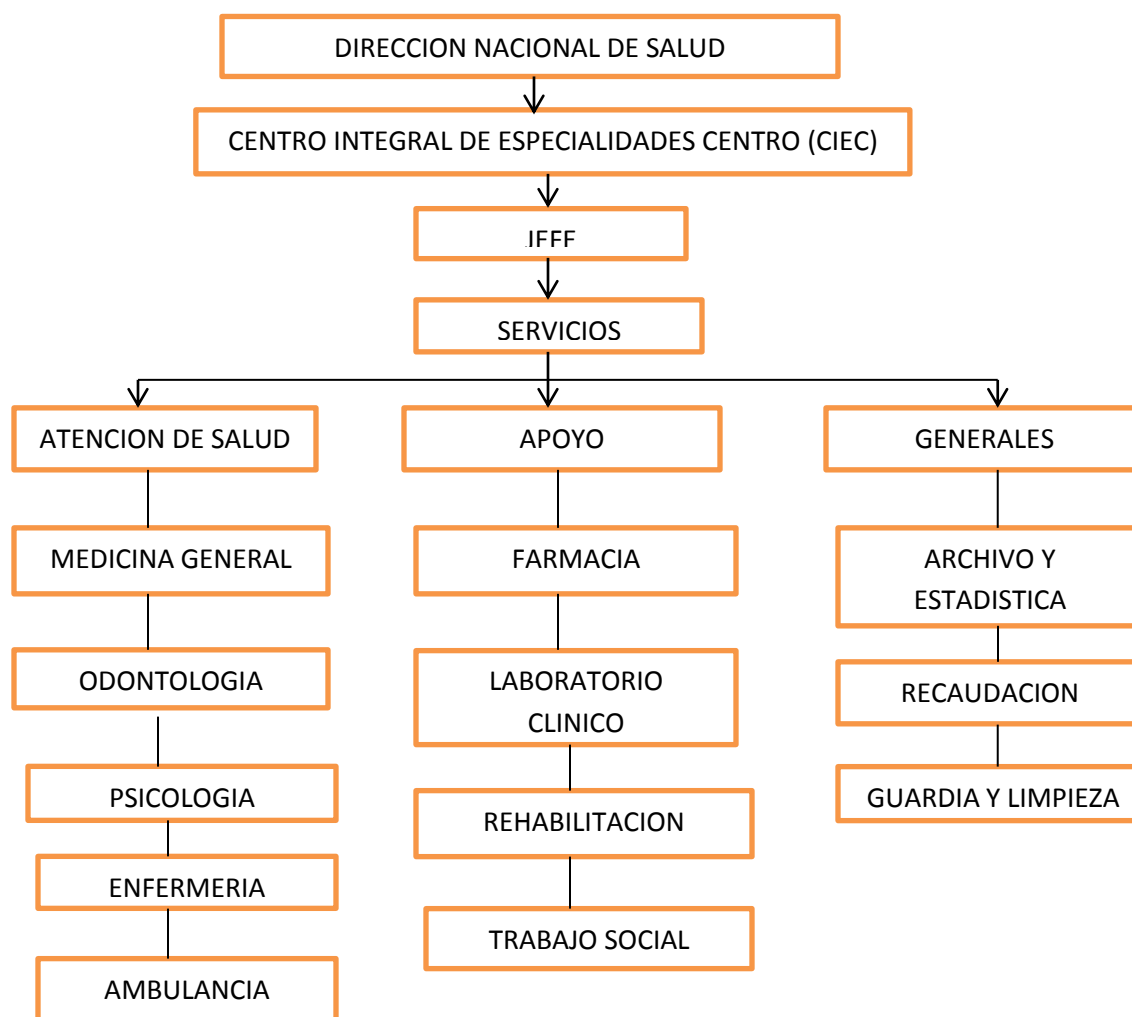 DIRECCION NACIONAL DE SALUD
CENTRO INTEGRAL DE ESPECIALIDADES CENTRO (CIEC)
SERVICIOS
ATENCION DE SALUD
MEDICINA GENERAL
ODONTOLOGIA
PSICOLOGIA
ENFERMERIA
AMBULANCIA
APOYO
FARMACIA
LABORATORIO
CLINICO
REHABILITACION
TRABAJO SOCIAL
GENERALES
ARCHIVO Y
ESTADISTICA
RECAUDACION
GUARDIA Y LIMPIEZA